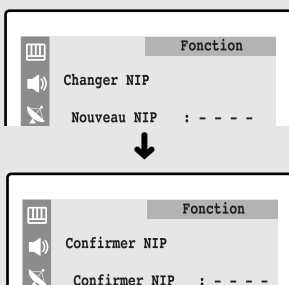 Fonction
Changer NIP
Nouveau NIP : - - - -
Fonction
Confirmer NIP
Confirmer NIP : - - - -